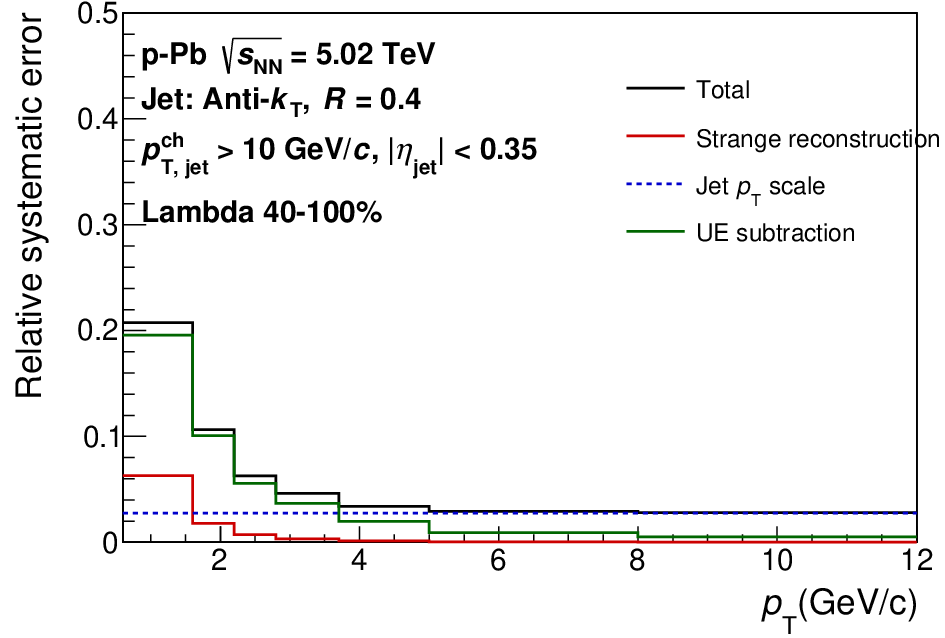 0.5
0.4
0.3
0.2
0.1
0
Relative systematic error
p-Pb √sNN = 5.02 TeV
Jet: Anti-kT, R = 0.4
pchT, jet > 10 GeV/c, |ηjet| < 0.35
Lambda 40-100%
Total
Strange reconstruction
Jet pT scale
UE subtraction
2 4 6 8 10 12
pT(GeV/c)